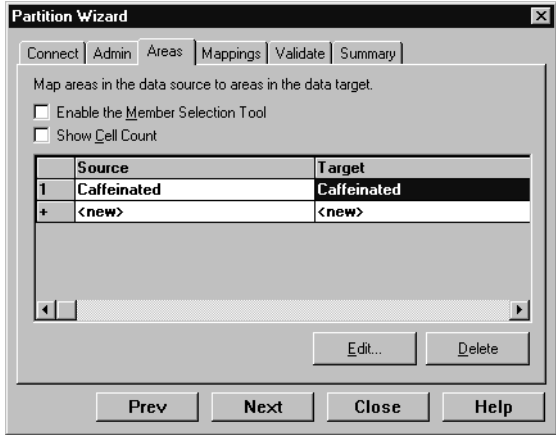 Partition Wizard
Connect Admin Areas Mappings Validate Summary
Map areas in the data source to areas in the data target.
Enable the Member Selection Tool
Show Cell Count
Source Target
1 Caffeinated Caffeinated
+ <new> <new>
Edit... Delete
Prev Next Close Help